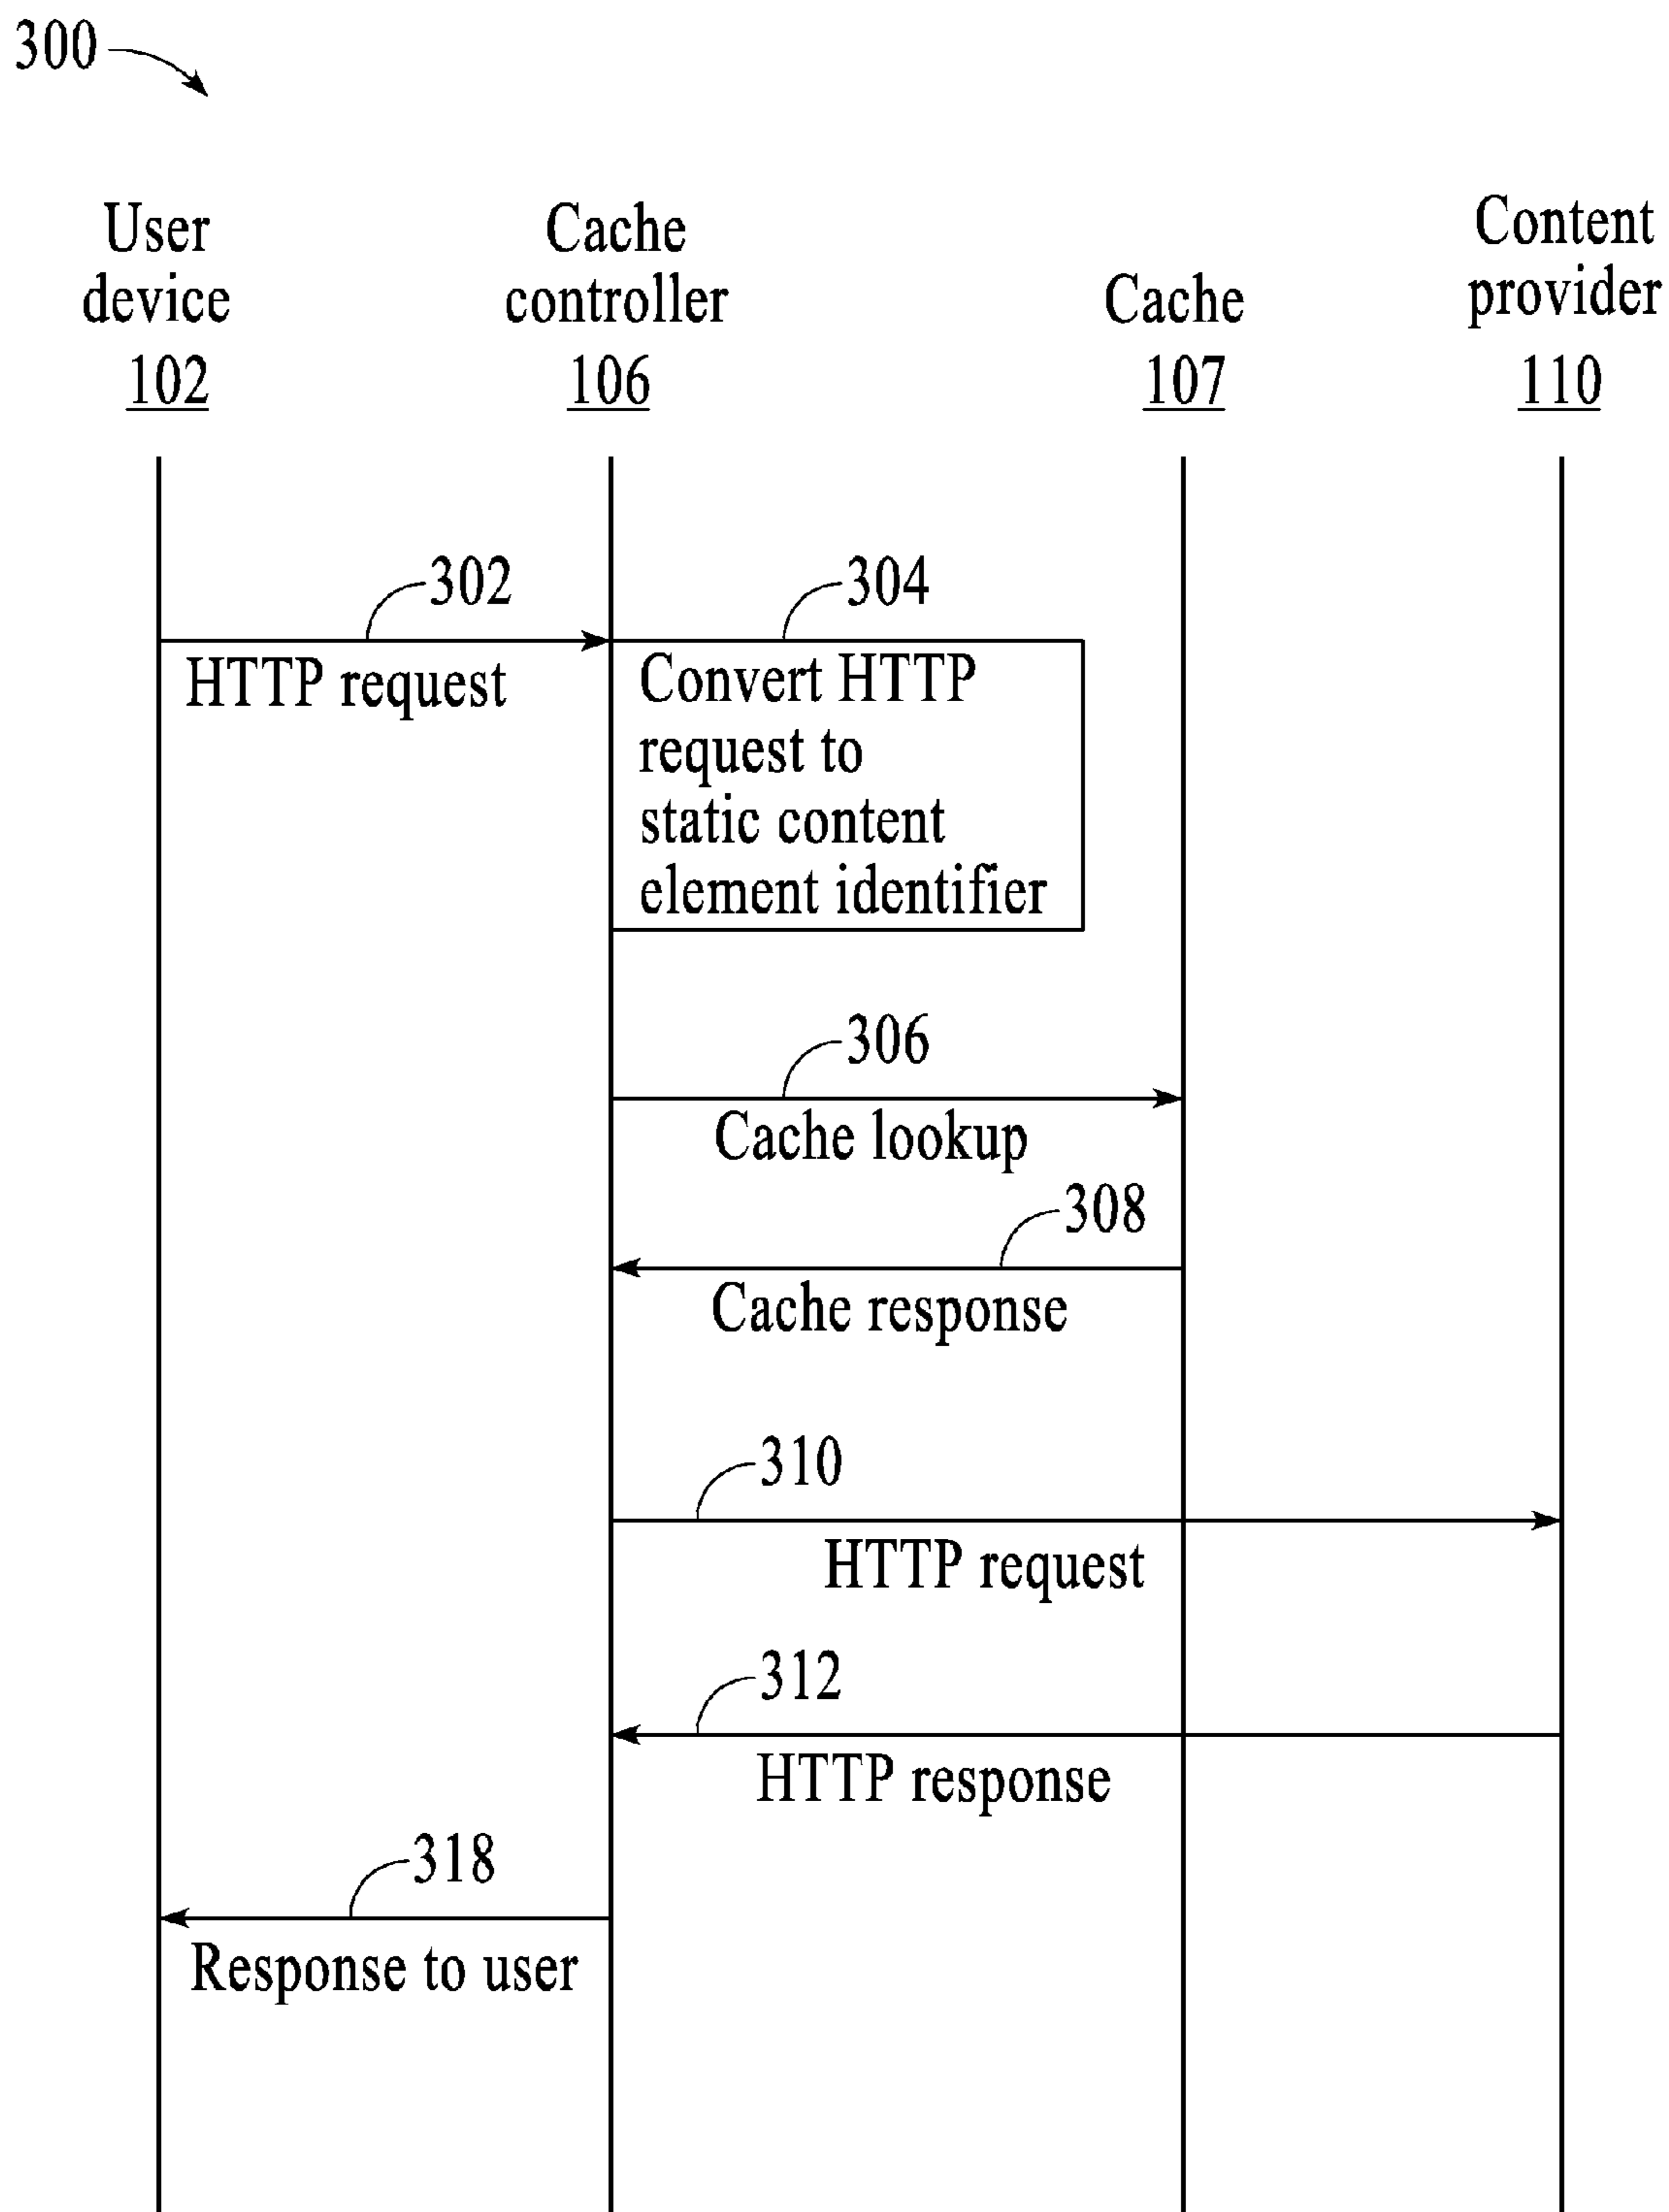 300
User
device
102
Cache
controller
106
Cache
107
Content
provider
110
302
HTTP request
304
Convert HTTP
request to
static content
element identifier
306
Cache lookup
308
Cache response
310
HTTP request
312
HTTP response
318
Response to user